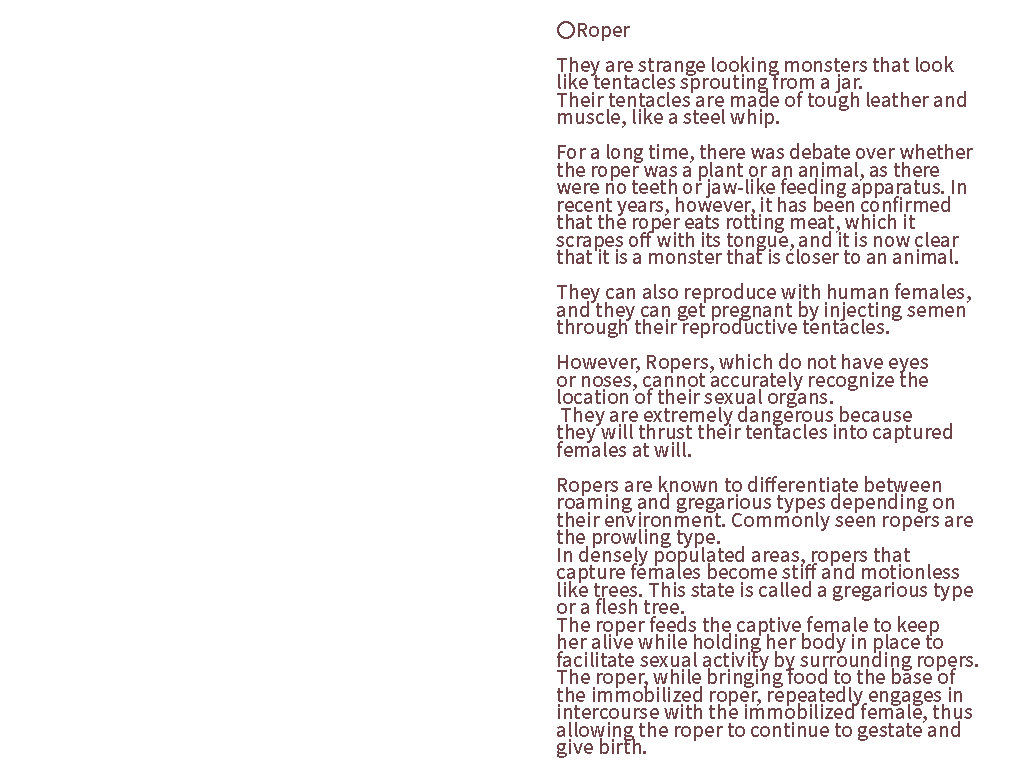 ○Roper
They are strange looking monsters that look
like tentacles sprouting from a jar.
Their tentacles are made of tough leather and
muscle, like a steel whip.
For a long time, there was debate over whether
the roper was a plant or an animal, as there
were no teeth or jaw-like feeding apparatus. In
recent years, however, it has been confirmed
that the roper eats rotting meat, which it
scrapes off with its tongue, and it is now clear
that it is a monster that is closer to an animal.
They can also reproduce with human females,
and they can get pregnant by injecting semen
through their reproductive tentacles.
However, Ropers, which do not have eyes
or noses, cannot accurately recognize the
location of their sexual organs.
They are extremely dangerous because
they will thrust their tentacles into captured
females at will.
Ropers are known to differentiate between
roaming and gregarious types depending on
their environment. Commonly seen ropers are
the prowling type.
In densely populated areas, ropers that
capture females become stiff and motionless
like trees. This state is called a gregarious type
or a flesh tree.
The roper feeds the captive female to keep
her alive while holding her body in place to
facilitate sexual activity by surrounding ropers.
The roper, while bringing food to the base of
the immobilized roper, repeatedly engages in
intercourse with the immobilized female, thus
allowing the roper to continue to gestate and
give birth.